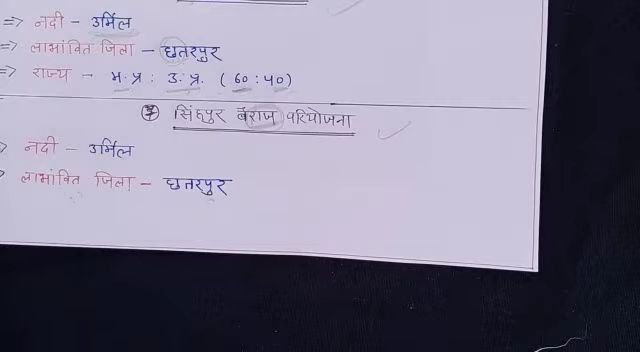 => नदी - उर्मिल
=> लाभांवित जिला - छतरपुर
=> राज्य - म.प्र : उ.प्र. (60:40)
⑦ सिंहपुर बैराज परियोजना
नदी - उर्मिल
लाभांवित जिला - छतरपुर